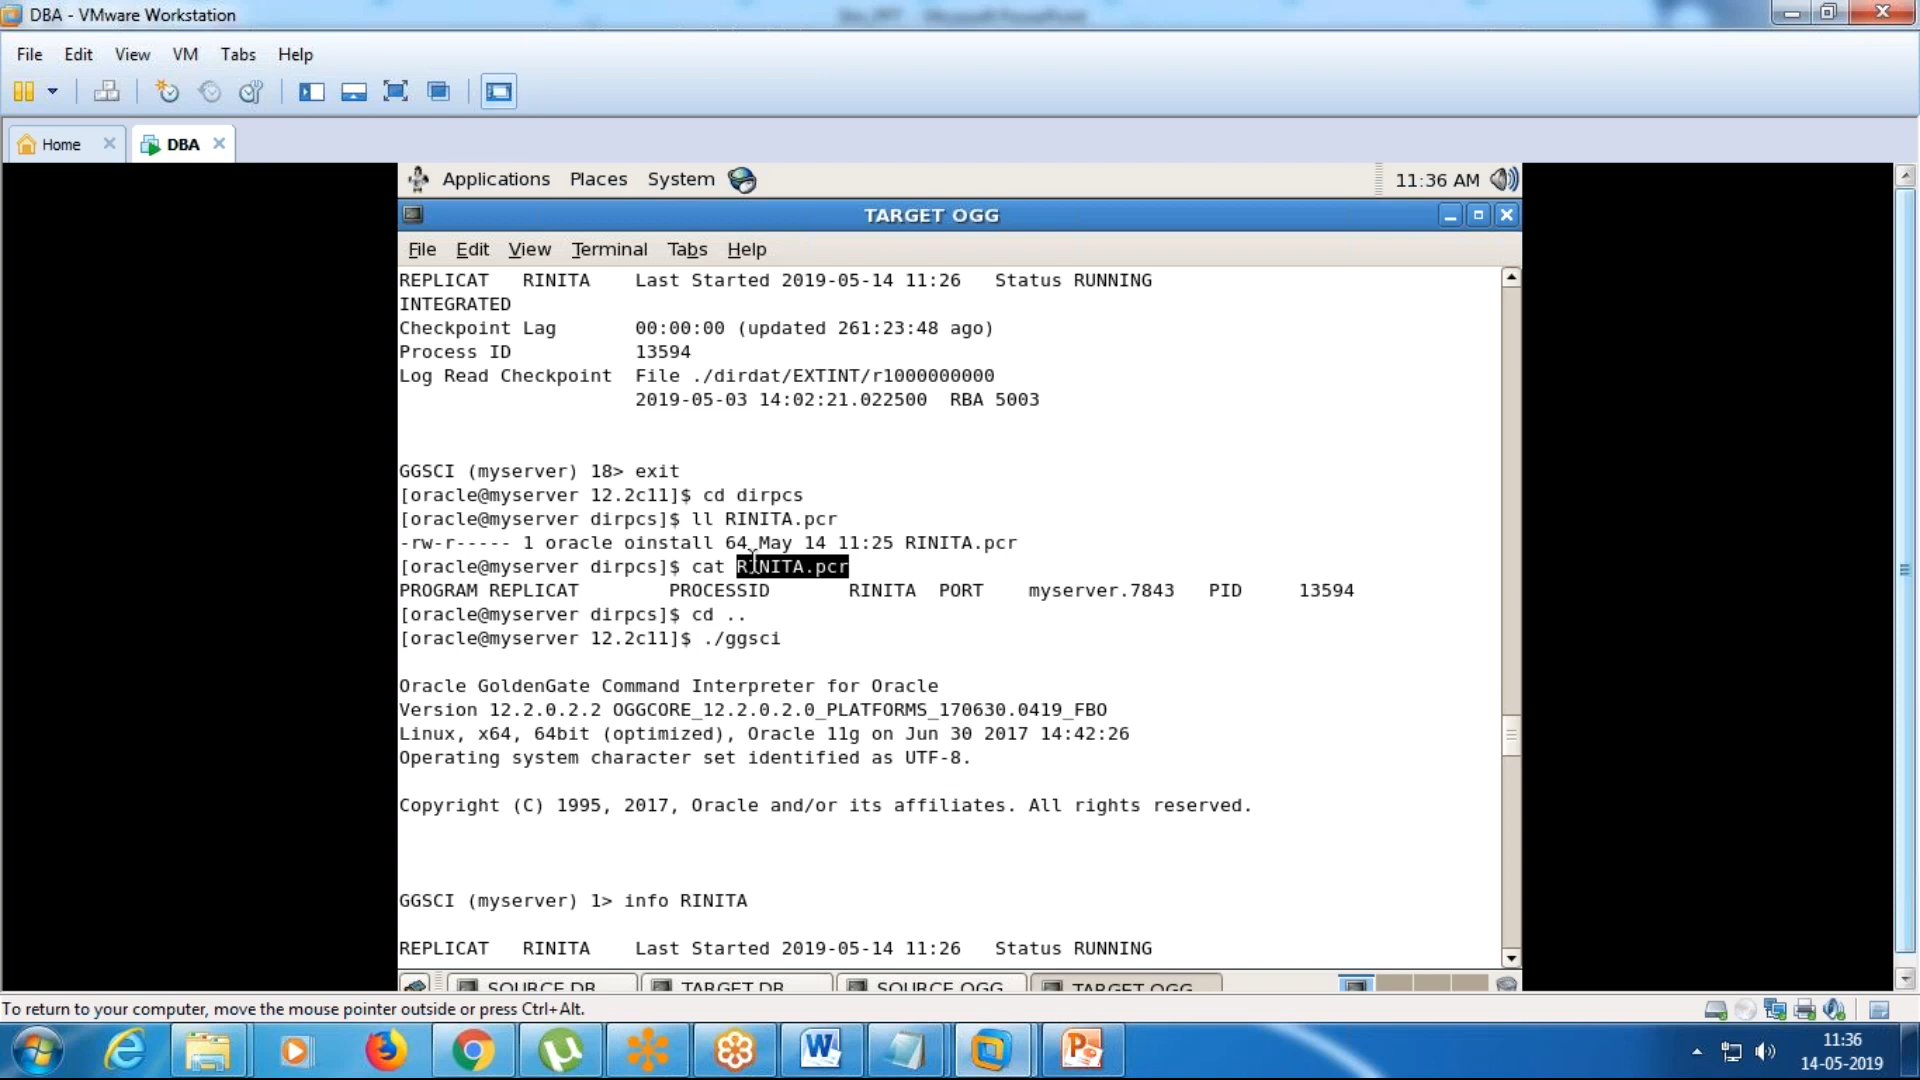 DBA - VMware Workstation
File Edit View VM Tabs Help
Home DBA
Applications Places System 11:36 AM
TARGET OGG
File Edit View Terminal Tabs Help
REPLICAT RINITA Last Started 2019-05-14 11:26 Status RUNNING
INTEGRATED
Checkpoint Lag 00:00:00 (updated 261:23:48 ago)
Process ID 13594
Log Read Checkpoint File ./dirdat/EXTINT/r1000000000
2019-05-03 14:02:21.022500 RBA 5003
GGSCI (myserver) 18> exit
[oracle@myserver 12.2c11]$ cd dirpcs
[oracle@myserver dirpcs]$ ll RINITA.pcr
-rw-r----- 1 oracle oinstall 64 May 14 11:25 RINITA.pcr
[oracle@myserver dirpcs]$ cat RINITA.pcr
PROGRAM REPLICAT PROCESSID RINITA PORT myserver.7843 PID 13594
[oracle@myserver dirpcs]$ cd ..
[oracle@myserver 12.2c11]$ ./ggsci
Oracle GoldenGate Command Interpreter for Oracle
Version 12.2.0.2.2 OGGCORE_12.2.0.2.0_PLATFORMS_170630.0419_FBO
Linux, x64, 64bit (optimized), Oracle 11g on Jun 30 2017 14:42:26
Operating system character set identified as UTF-8.
Copyright (C) 1995, 2017, Oracle and/or its affiliates. All rights reserved.
GGSCI (myserver) 1> info RINITA
REPLICAT RINITA Last Started 2019-05-14 11:26 Status RUNNING
SOURCE DB TARGET DB SOURCE OGG TARGET OGG
To return to your computer, move the mouse pointer outside or press Ctrl+Alt.
11:36
14-05-2019